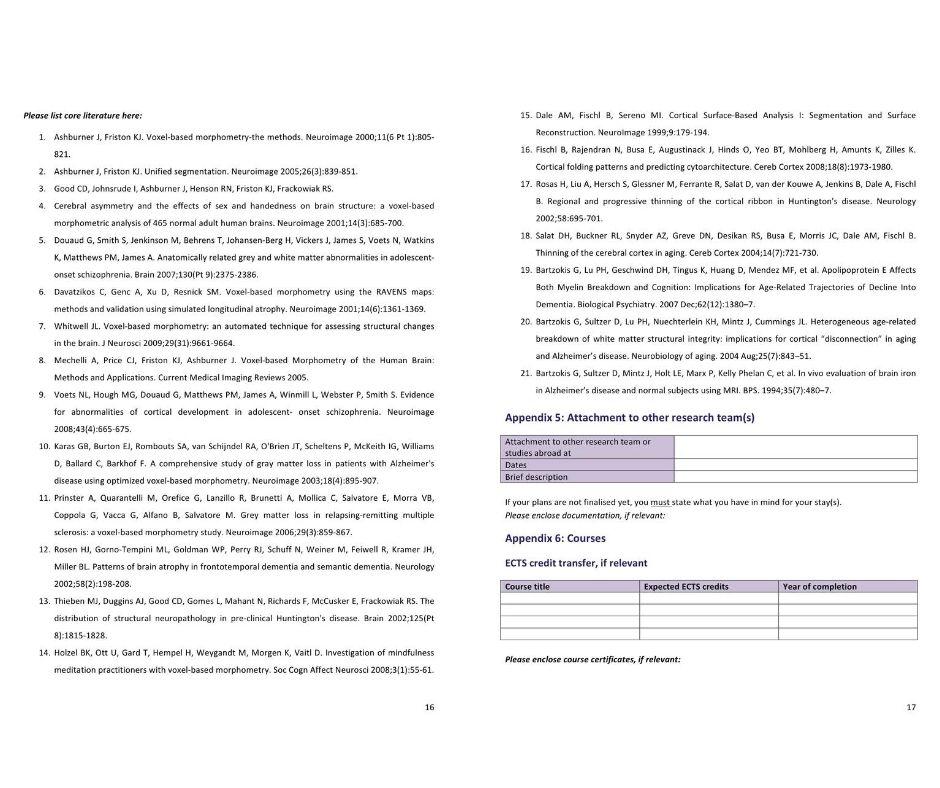 Please list core literature here:
1. Ashburner J, Friston KJ. Voxel-based morphometry-the methods. Neuroimage 2000;11(6 Pt 1):805-
821.
2. Ashburner J, Friston KJ. Unified segmentation. Neuroimage 2005;26(3):839-851.
3. Good CD, Johnsrude I, Ashburner J, Henson RN, Friston KJ, Frackowiak RS.
4. Cerebral asymmetry and the effects of sex and handedness on brain structure: a voxel-based
morphometric analysis of 465 normal adult human brains. Neuroimage 2001;14(3):685-700.
5. Douaud G, Smith S, Jenkinson M, Behrens T, Johansen-Berg H, Vickers J, James S, Voets N, Watkins
K, Matthews PM, James A. Anatomically related grey and white matter abnormalities in adolescent-
onset schizophrenia. Brain 2007;130(Pt 9):2375-2386.
6. Davatzikos C, Genc A, Xu D, Resnick SM. Voxel-based morphometry using the RAVENS maps:
methods and validation using simulated longitudinal atrophy. Neuroimage 2001;14(6):1361-1369.
7. Whitwell JL. Voxel-based morphometry: an automated technique for assessing structural changes
in the brain. J Neurosci 2009;29(31):9661-9664.
8. Mechelli A, Price CJ, Friston KJ, Ashburner J. Voxel-based Morphometry of the Human Brain:
Methods and Applications. Current Medical Imaging Reviews 2005.
9. Voets NL, Hough MG, Douaud G, Matthews PM, James A, Winmill L, Webster P, Smith S. Evidence
for abnormalities of cortical development in adolescent- onset schizophrenia. Neuroimage
2008;43(4):665-675.
10. Karas GB, Burton EJ, Rombouts SA, van Schijndel RA, O'Brien JT, Scheltens P, McKeith IG, Williams
D, Ballard C, Barkhof F. A comprehensive study of gray matter loss in patients with Alzheimer's
disease using optimized voxel-based morphometry. Neuroimage 2003;18(4):895-907.
11. Prinster A, Quarantelli M, Orefice G, Lanzillo R, Brunetti A, Mollica C, Salvatore E, Morra VB,
Coppola G, Vacca G, Alfano B, Salvatore M. Grey matter loss in relapsing-remitting multiple
sclerosis: a voxel-based morphometry study. Neuroimage 2006;29(3):859-867.
12. Rosen HJ, Gorno-Tempini ML, Goldman WP, Perry RJ, Schuff N, Weiner M, Feiwell R, Kramer JH,
Miller BL. Patterns of brain atrophy in frontotemporal dementia and semantic dementia. Neurology
2002;58(2):198-208.
13. Thieben MJ, Duggins AJ, Good CD, Gomes L, Mahant N, Richards F, McCusker E, Frackowiak RS. The
distribution of structural neuropathology in pre-clinical Huntington's disease. Brain 2002;125(Pt
8):1815-1828.
14. Holzel BK, Ott U, Gard T, Hempel H, Weygandt M, Morgen K, Vaitl D. Investigation of mindfulness
meditation practitioners with voxel-based morphometry. Soc Cogn Affect Neurosci 2008;3(1):55-61.
16
15. Dale AM, Fischl B, Sereno MI. Cortical Surface-Based Analysis I: Segmentation and Surface
Reconstruction. NeuroImage 1999;9:179-194.
16. Fischl B, Rajendran N, Busa E, Augustinack J, Hinds O, Yeo BT, Mohlberg H, Amunts K, Zilles K.
Cortical folding patterns and predicting cytoarchitecture. Cereb Cortex 2008;18(8):1973-1980.
17. Rosas H, Liu A, Hersch S, Glessner M, Ferrante R, Salat D, van der Kouwe A, Jenkins B, Dale A, Fischl
B. Regional and progressive thinning of the cortical ribbon in Huntington's disease. Neurology
2002;58:695-701.
18. Salat DH, Buckner RL, Snyder AZ, Greve DN, Desikan RS, Busa E, Morris JC, Dale AM, Fischl B.
Thinning of the cerebral cortex in aging. Cereb Cortex 2004;14(7):721-730.
19. Bartzokis G, Lu PH, Geschwind DH, Tingus K, Huang D, Mendez MF, et al. Apolipoprotein E Affects
Both Myelin Breakdown and Cognition: Implications for Age-Related Trajectories of Decline Into
Dementia. Biological Psychiatry. 2007 Dec;62(12):1380–7.
20. Bartzokis G, Sultzer D, Lu PH, Nuechterlein KH, Mintz J, Cummings JL. Heterogeneous age-related
breakdown of white matter structural integrity: implications for cortical “disconnection” in aging
and Alzheimer’s disease. Neurobiology of aging. 2004 Aug;25(7):843–51.
21. Bartzokis G, Sultzer D, Mintz J, Holt LE, Marx P, Kelly Phelan C, et al. In vivo evaluation of brain iron
in Alzheimer’s disease and normal subjects using MRI. BPS. 1994;35(7):480–7.
Appendix 5: Attachment to other research team(s)
Attachment to other research team or
studies abroad at
Dates
Brief description
If your plans are not finalised yet, you must state what you have in mind for your stay(s).
Please enclose documentation, if relevant:
Appendix 6: Courses
ECTS credit transfer, if relevant
Course title Expected ECTS credits Year of completion
Please enclose course certificates, if relevant:
17